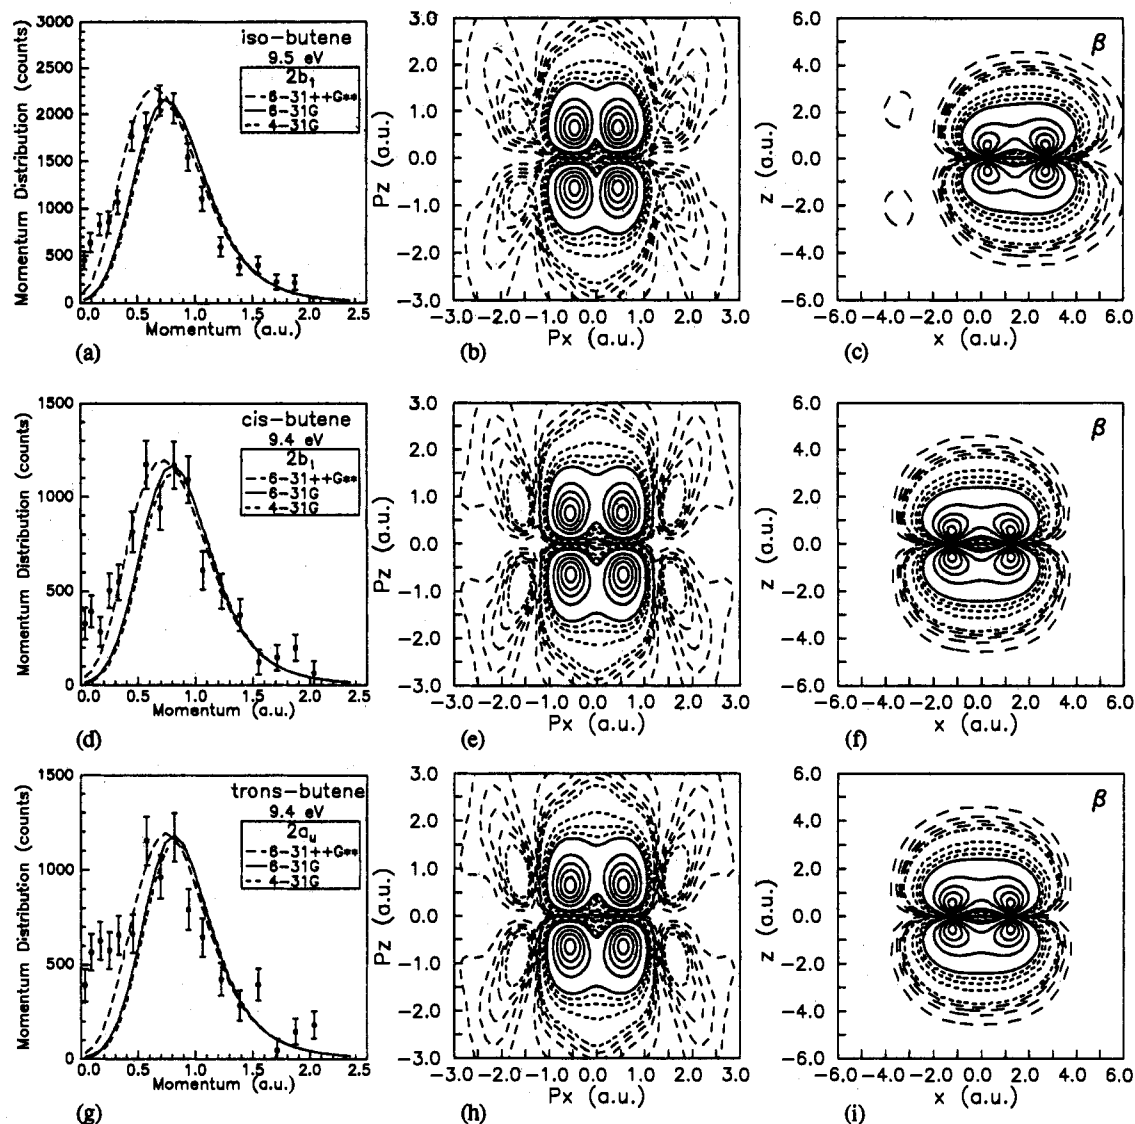 Momentum Distribution (counts)
3000
2500
2000
1500
1000
500
0
iso-butene
9.5 eV
2b₁
6-31++G**
6-31G
4-31G
0.0 0.5 1.0 1.5 2.0 2.5
Momentum (a.u.)
(a)
Pz (a.u.)
3.0
2.0
1.0
0.0
-1.0
-2.0
-3.0
-3.0 -2.0 -1.0 0.0 1.0 2.0 3.0
Px (a.u.)
(b)
z (a.u.)
6.0
4.0
2.0
0.0
-2.0
-4.0
-6.0
β
-6.0 -4.0 -2.0 0.0 2.0 4.0 6.0
x (a.u.)
(c)
Momentum Distribution (counts)
1500
1000
500
0
cis-butene
9.4 eV
2b₁
6-31++G**
6-31G
4-31G
0.0 0.5 1.0 1.5 2.0 2.5
Momentum (a.u.)
(d)
Pz (a.u.)
3.0
2.0
1.0
0.0
-1.0
-2.0
-3.0
-3.0 -2.0 -1.0 0.0 1.0 2.0 3.0
Px (a.u.)
(e)
z (a.u.)
6.0
4.0
2.0
0.0
-2.0
-4.0
-6.0
β
-6.0 -4.0 -2.0 0.0 2.0 4.0 6.0
x (a.u.)
(f)
Momentum Distribution (counts)
1500
1000
500
0
trans-butene
9.4 eV
2aᵤ
6-31++G**
6-31G
4-31G
0.0 0.5 1.0 1.5 2.0 2.5
Momentum (a.u.)
(g)
Pz (a.u.)
3.0
2.0
1.0
0.0
-1.0
-2.0
-3.0
-3.0 -2.0 -1.0 0.0 1.0 2.0 3.0
Px (a.u.)
(h)
z (a.u.)
6.0
4.0
2.0
0.0
-2.0
-4.0
-6.0
β
-6.0 -4.0 -2.0 0.0 2.0 4.0 6.0
x (a.u.)
(i)